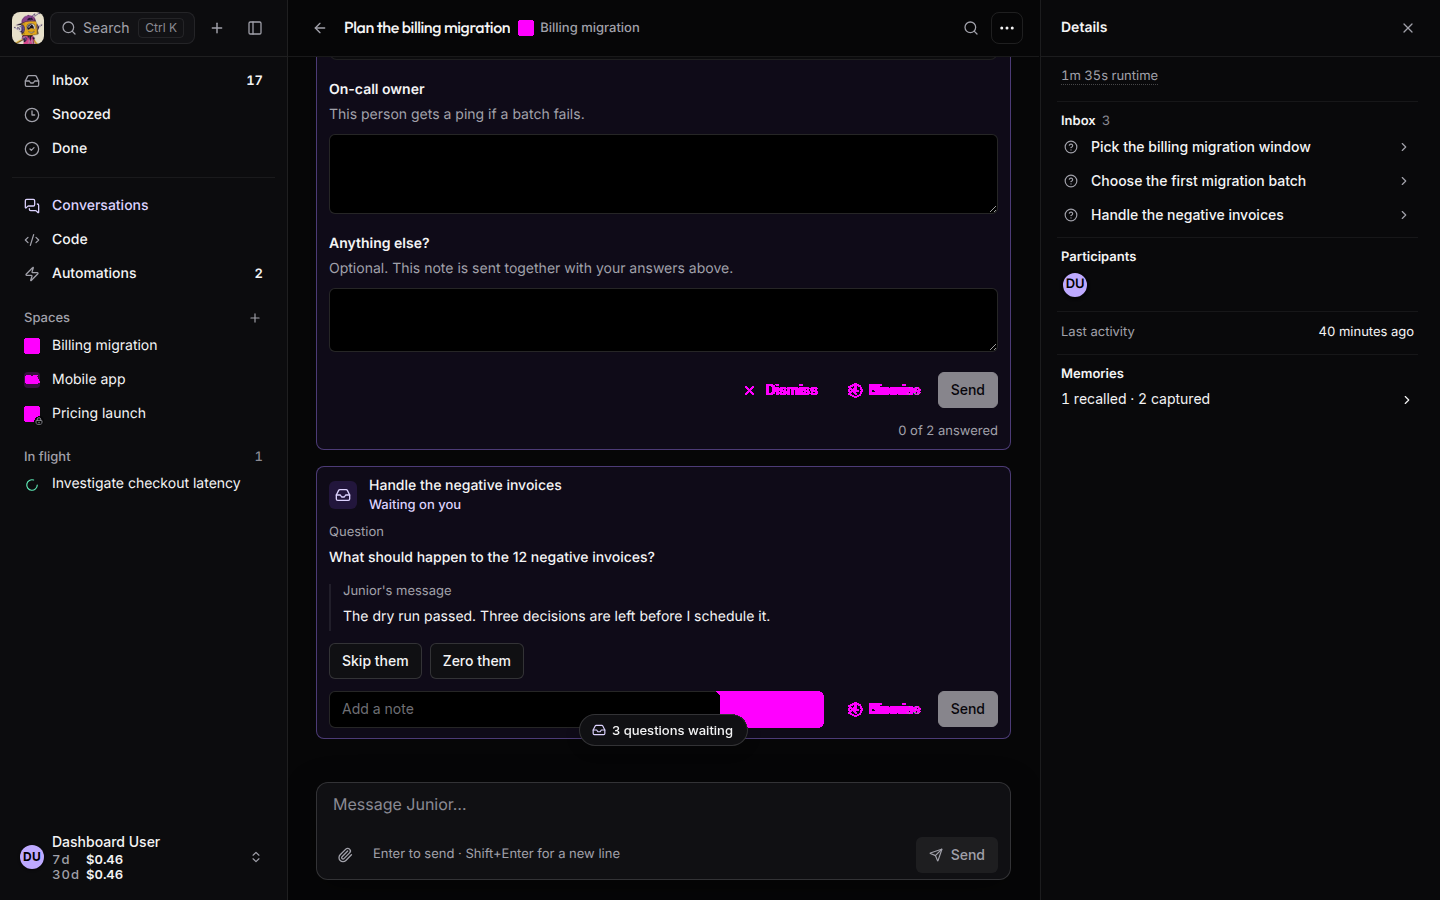 Search
Ctrl K
Inbox
17
Snoozed
Done
Conversations
Code
Automations
2
Spaces
Billing migration
Mobile app
Pricing launch
In flight
1
Investigate checkout latency
DU
Dashboard User
7d $0.46
30d $0.46
Plan the billing migration
Billing migration
On-call owner
This person gets a ping if a batch fails.
Anything else?
Optional. This note is sent together with your answers above.
Dismiss
Send
0 of 2 answered
Handle the negative invoices
Waiting on you
Question
What should happen to the 12 negative invoices?
Junior's message
The dry run passed. Three decisions are left before I schedule it.
Skip them
Zero them
Add a note
Send
3 questions waiting
Message Junior...
Enter to send · Shift+Enter for a new line
Send
Details
1m 35s runtime
Inbox 3
Pick the billing migration window
Choose the first migration batch
Handle the negative invoices
Participants
DU
Last activity
40 minutes ago
Memories
1 recalled · 2 captured